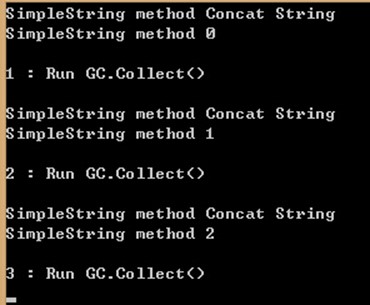 SimpleString method Concat String
SimpleString method 0
1 : Run GC.Collect()
SimpleString method Concat String
SimpleString method 1
2 : Run GC.Collect()
SimpleString method Concat String
SimpleString method 2
3 : Run GC.Collect()